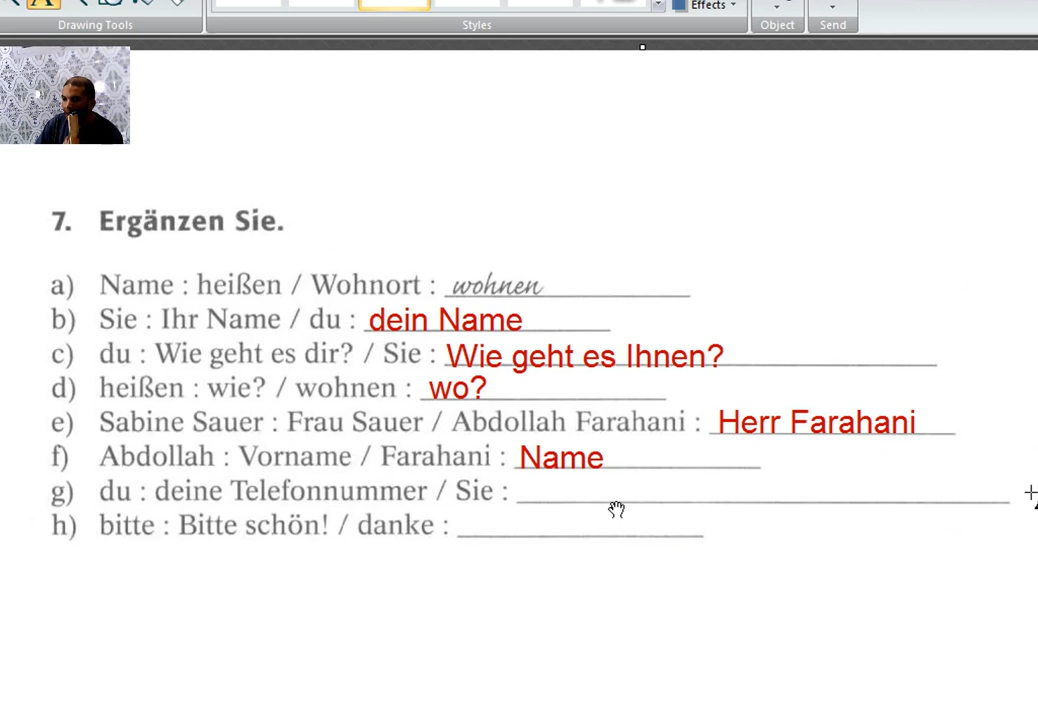 Effects
Drawing Tools
Styles
Object
Send
7. Ergänzen Sie.
a) Name : heißen / Wohnort : wohnen
b) Sie : Ihr Name / du : dein Name
c) du : Wie geht es dir? / Sie : Wie geht es Ihnen?
d) heißen : wie? / wohnen : wo?
e) Sabine Sauer : Frau Sauer / Abdollah Farahani : Herr Farahani
f) Abdollah : Vorname / Farahani : Name
g) du : deine Telefonnummer / Sie :
h) bitte : Bitte schön! / danke :